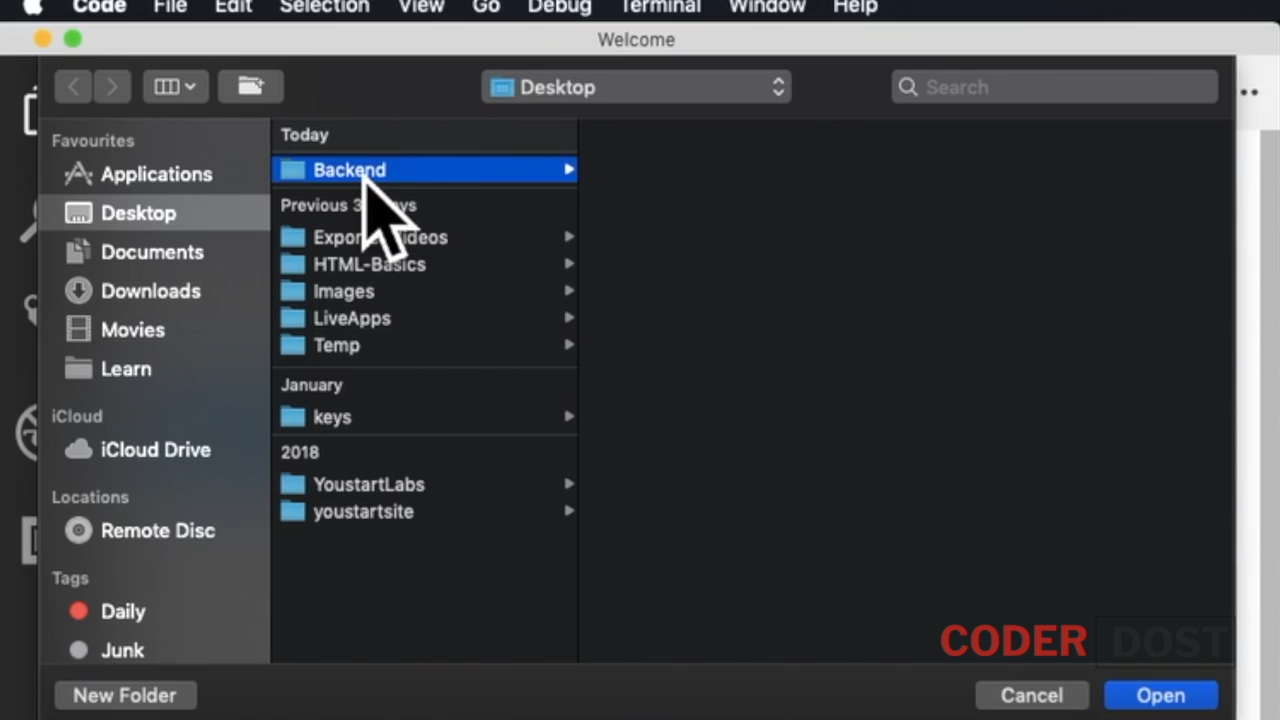 Code File Edit Selection View Go Debug Terminal Window Help
Welcome
Desktop
Search
Favourites
Applications
Desktop
Documents
Downloads
Movies
Learn
iCloud
iCloud Drive
Locations
Remote Disc
Tags
Daily
Junk
Today
Backend
Previous
HTML-Basics
Images
LiveApps
Temp
January
keys
2018
YoustartLabs
youstartsite
CODER DOST
New Folder
Cancel
Open